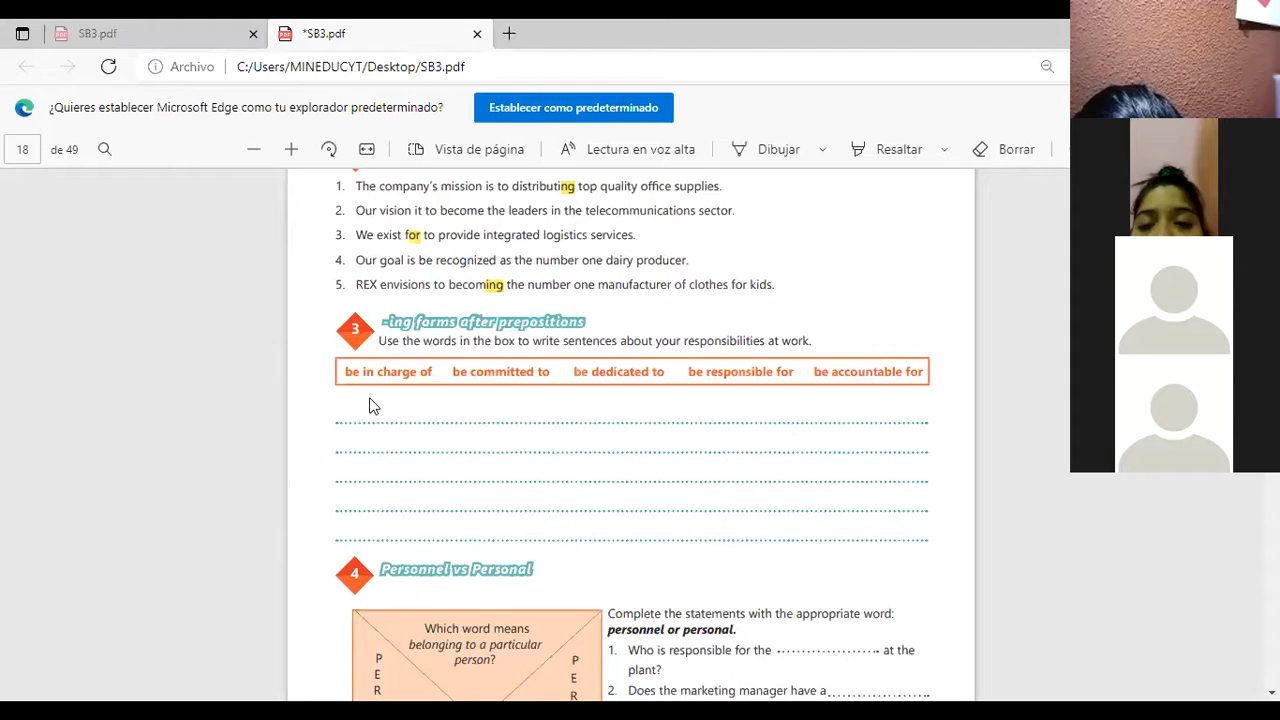 SB3.pdf
*SB3.pdf
Archivo
C:/Users/MINEDUCYT/Desktop/SB3.pdf
¿Quieres establecer Microsoft Edge como tu explorador predeterminado?
Establecer como predeterminado
18 de 49
Vista de página
Lectura en voz alta
Dibujar
Resaltar
Borrar
1. The company's mission is to distributing top quality office supplies.
2. Our vision it to become the leaders in the telecommunications sector.
3. We exist for to provide integrated logistics services.
4. Our goal is be recognized as the number one dairy producer.
5. REX envisions to becoming the number one manufacturer of clothes for kids.
3 -ing forms after prepositions
Use the words in the box to write sentences about your responsibilities at work.
be in charge of be committed to be dedicated to be responsible for be accountable for
4 Personnel vs Personal
Which word means
belonging to a particular
person?
P
E
R
P
E
R
Complete the statements with the appropriate word:
personnel or personal.
1. Who is responsible for the at the
plant?
2. Does the marketing manager have a